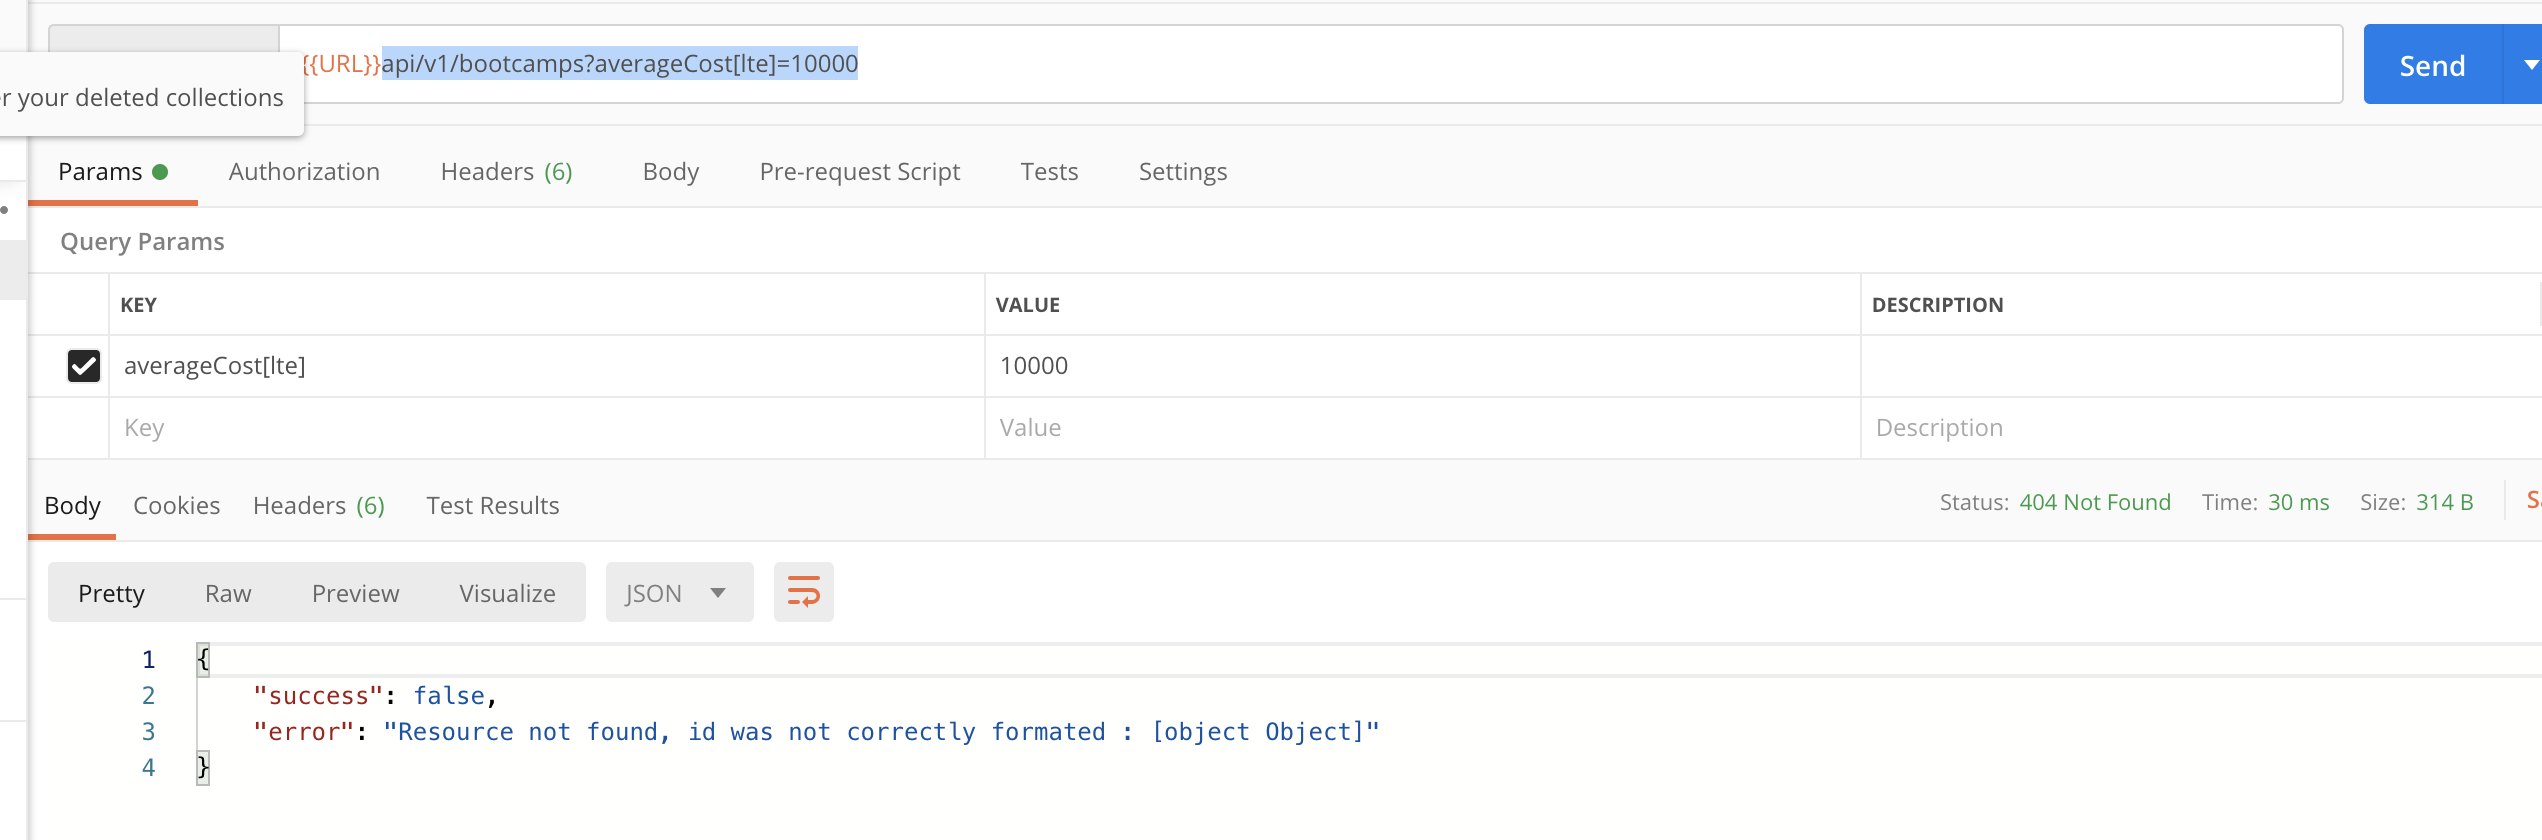 {{URL}}api/v1/bootcamps?averageCost[lte]=10000
Send
your deleted collections
Params Authorization Headers (6) Body Pre-request Script Tests Settings
Query Params
KEY VALUE DESCRIPTION
averageCost[lte] 10000
Key Value Description
Body Cookies Headers (6) Test Results Status: 404 Not Found Time: 30 ms Size: 314 B
Pretty Raw Preview Visualize JSON
1 {
2 "success": false,
3 "error": "Resource not found, id was not correctly formated : [object Object]"
4 }